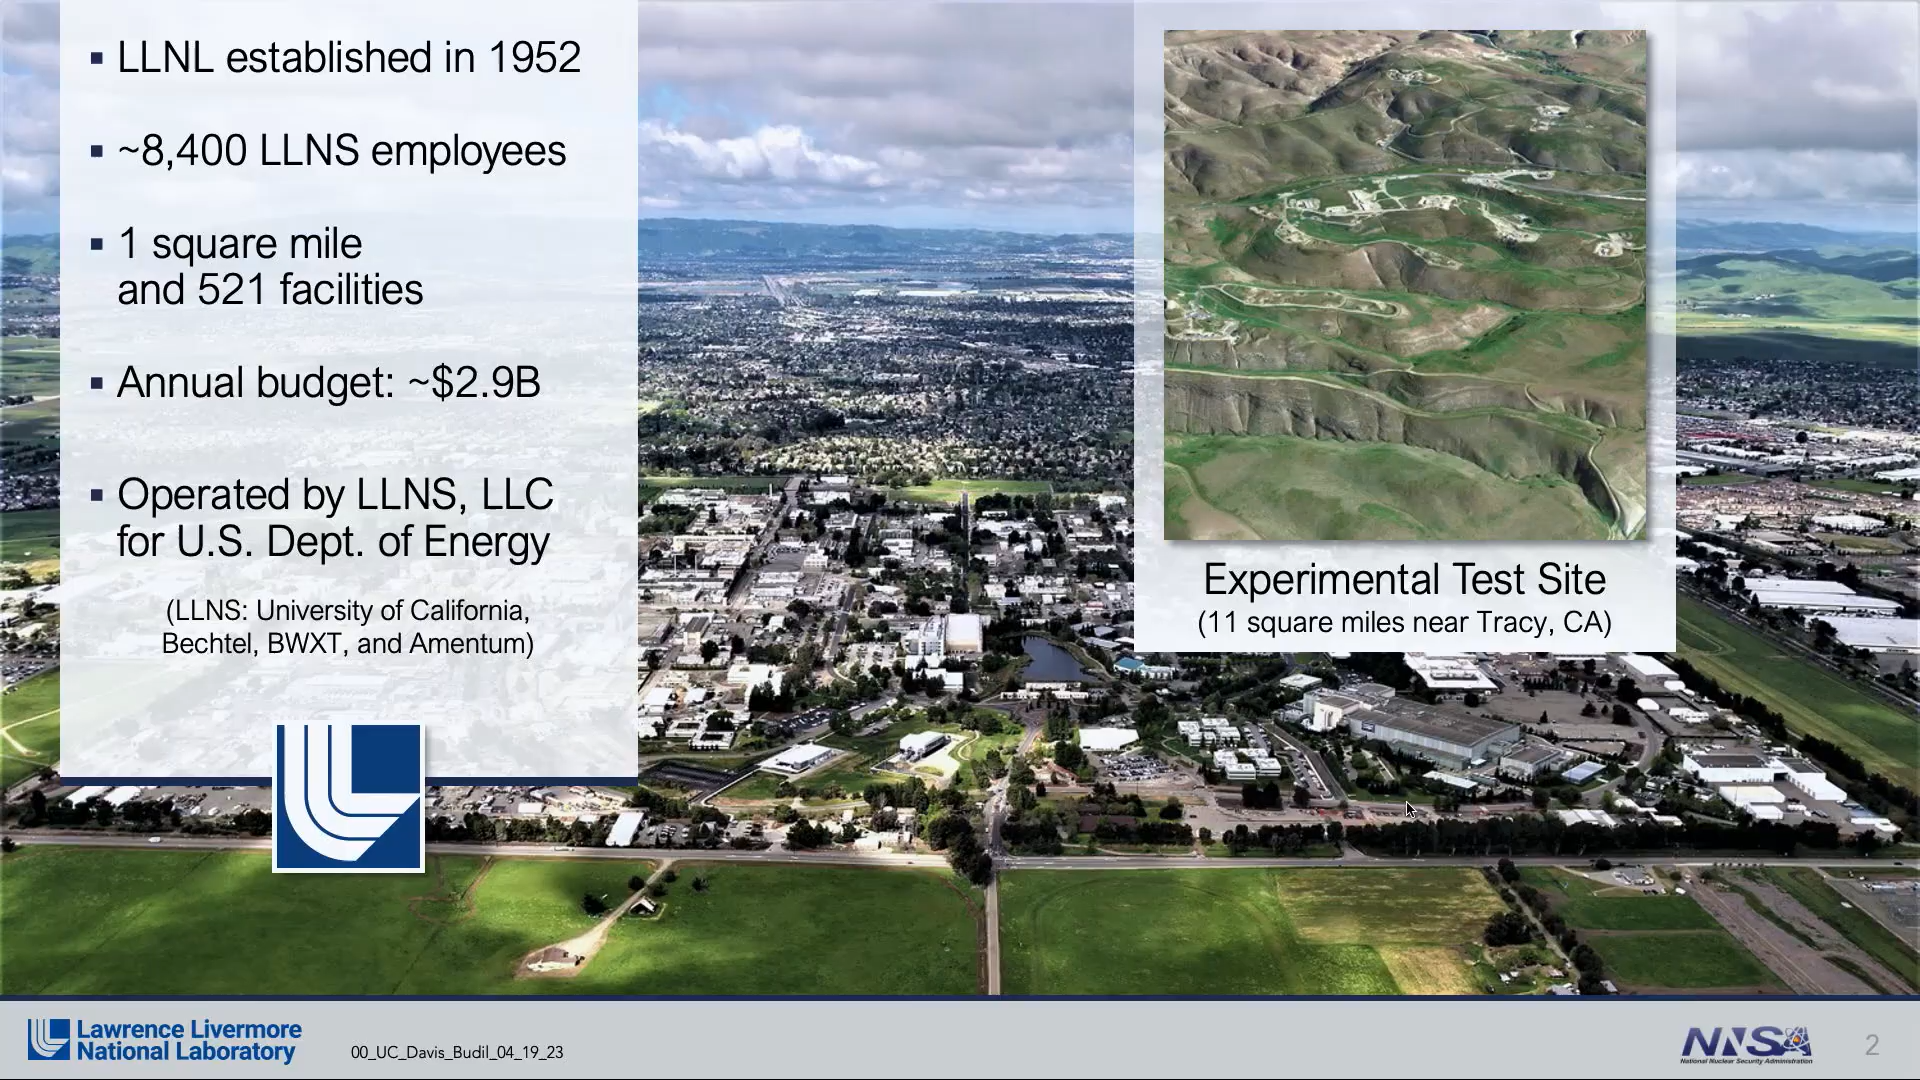 ▪ LLNL established in 1952
▪ ~8,400 LLNS employees
▪ 1 square mile
and 521 facilities
▪ Annual budget: ~$2.9B
▪ Operated by LLNS, LLC
for U.S. Dept. of Energy
(LLNS: University of California,
Bechtel, BWXT, and Amentum)
Experimental Test Site
(11 square miles near Tracy, CA)
Lawrence Livermore
National Laboratory
00_UC_Davis_Budil_04_19_23
NNSA
National Nuclear Security Administration
2